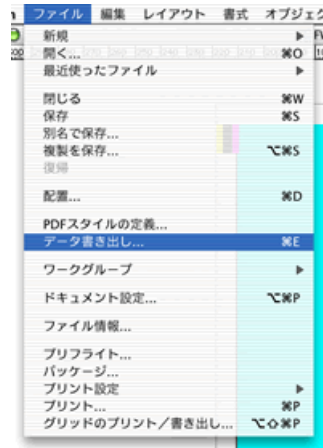 ファイル 編集 レイアウト 書式 オブジェク
新規
開く... ⌘O
最近使ったファイル
閉じる ⌘W
保存 ⌘S
別名で保存...
複製を保存... ⌥⌘S
復帰
配置... ⌘D
PDFスタイルの定義...
データ書き出し... ⌘E
ワークグループ
ドキュメント設定... ⌥⌘P
ファイル情報...
プリフライト...
パッケージ...
プリント設定
プリント... ⌘P
グリッドのプリント／書き出し... ⌥⇧⌘P